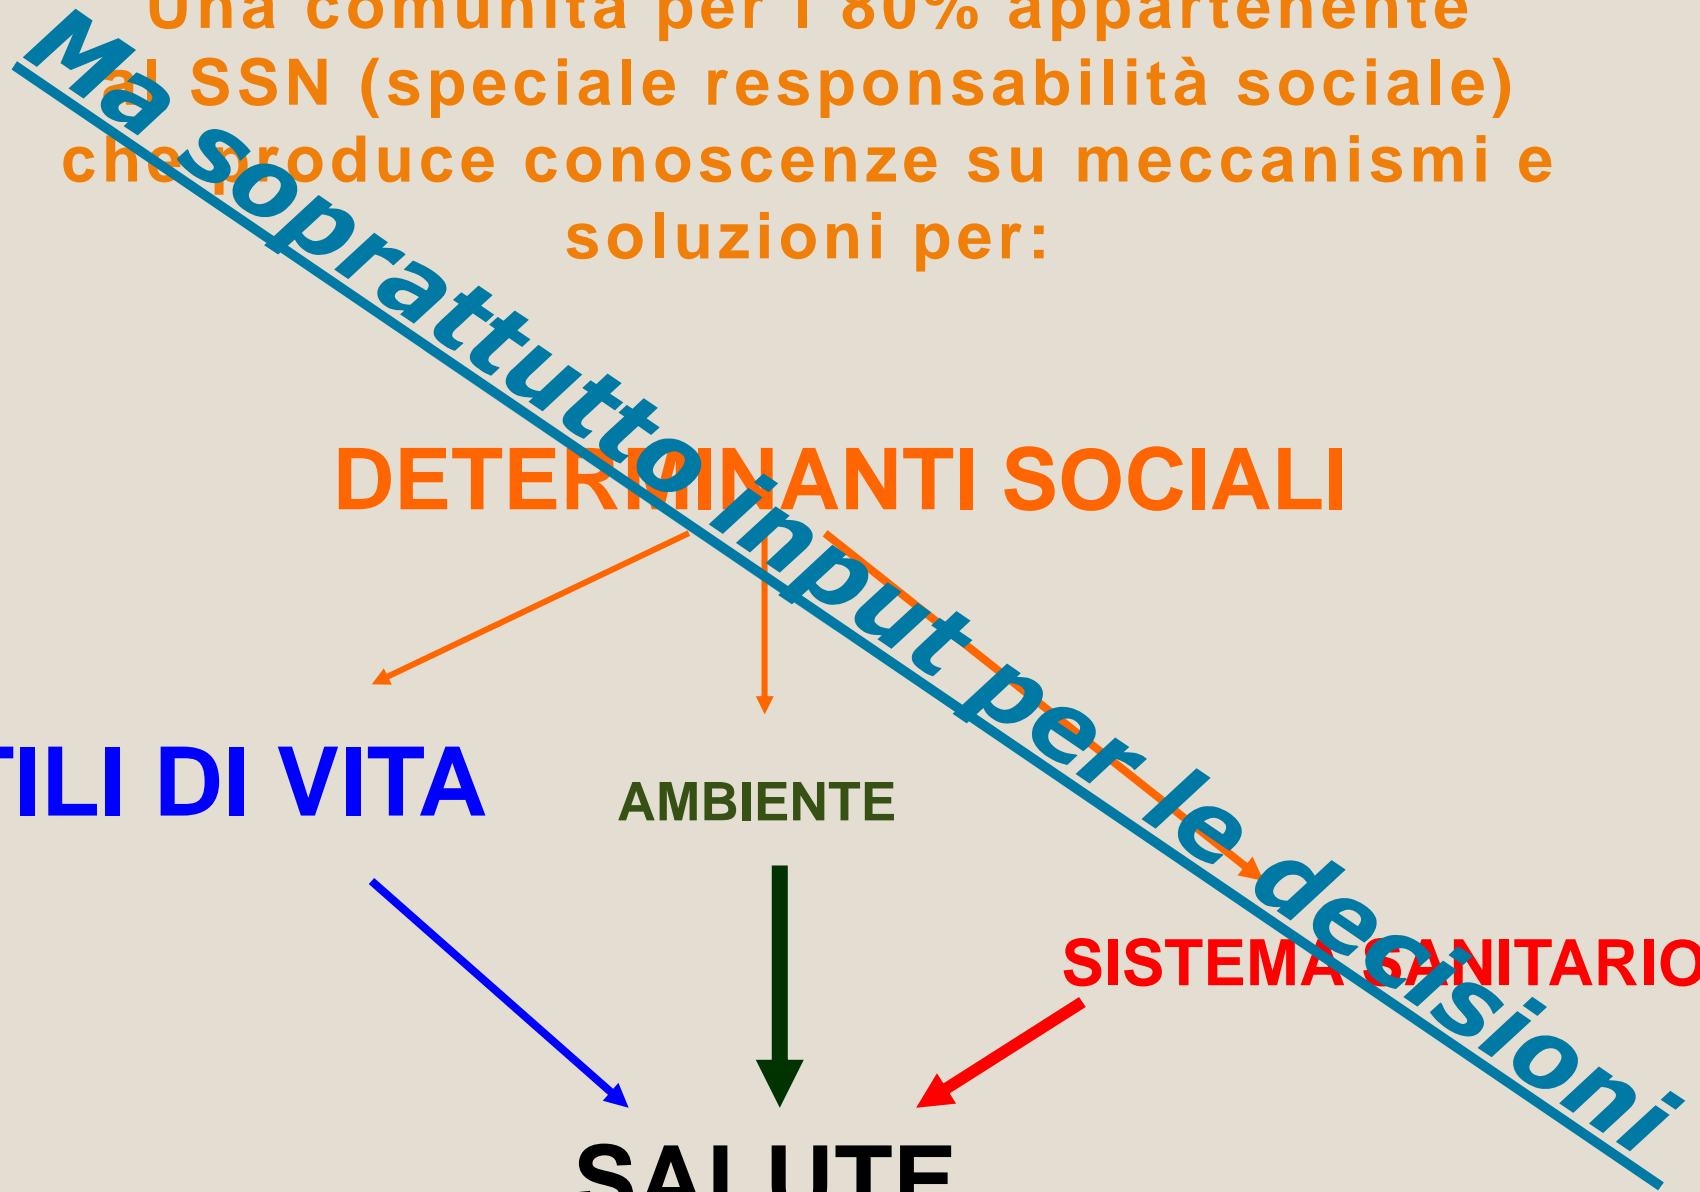 Una comunità per l'80% appartenente
al SSN (speciale responsabilità sociale)
che produce conoscenze su meccanismi e
soluzioni per:
Ma soprattutto input per le decisioni
DETERMINANTI SOCIALI
TILI DI VITA
AMBIENTE
SISTEMA SANITARIO
SALUTE